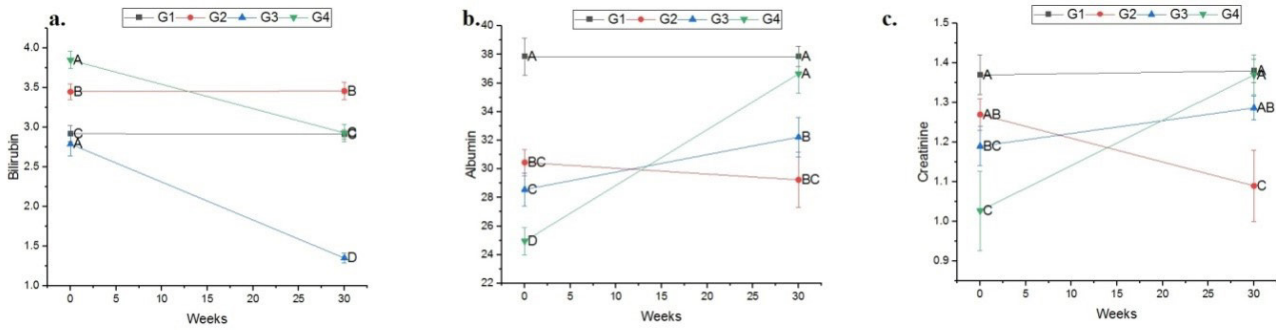 a.
G1 G2 G3 G4
Bilirubin
4.0
3.5
3.0
2.5
2.0
1.5
1.0
A
B
C
A
B
C
D
0 5 10 15 20 25 30
Weeks
b.
G1 G2 G3 G4
Albumin
40
38
36
34
32
30
28
26
24
22
A
BC
C
D
A
A
B
BC
0 5 10 15 20 25 30
Weeks
c.
G1 G2 G3 G4
Creatinine
1.5
1.4
1.3
1.2
1.1
1.0
0.9
A
AB
BC
C
A
A
AB
C
0 5 10 15 20 25 30
Weeks